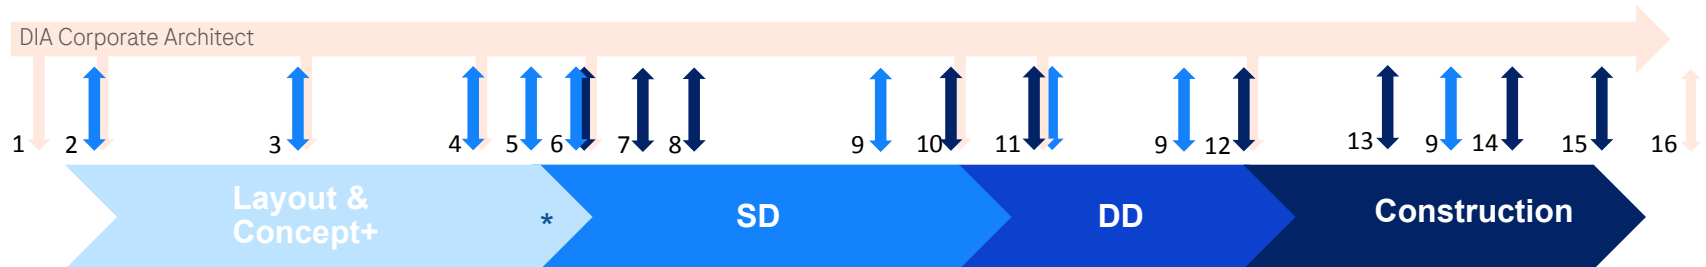 DIA Corporate Architect
1 2 3 4 5 6 7 8 9 10 11 9 12 13 9 14 15 16
Layout &
Concept+
* SD DD Construction